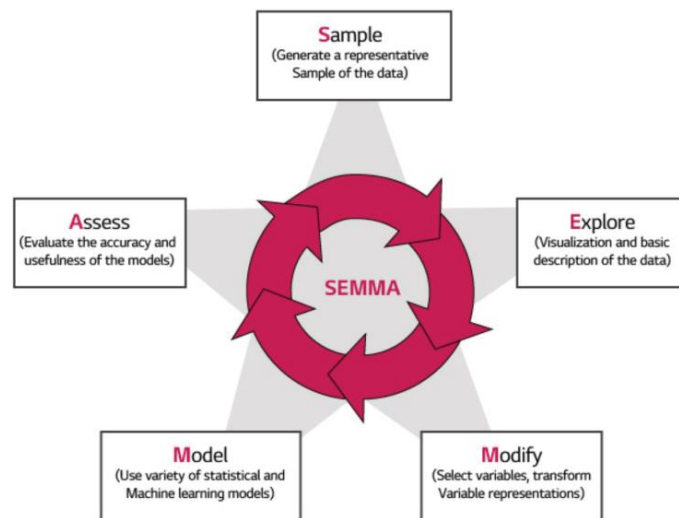 Sample
(Generate a representative
Sample of the data)
Assess
(Evaluate the accuracy and
usefulness of the models)
Explore
(Visualization and basic
description of the data)
SEMMA
Model
(Use variety of statistical and
Machine learning models)
Modify
(Select variables, transform
Variable representations)